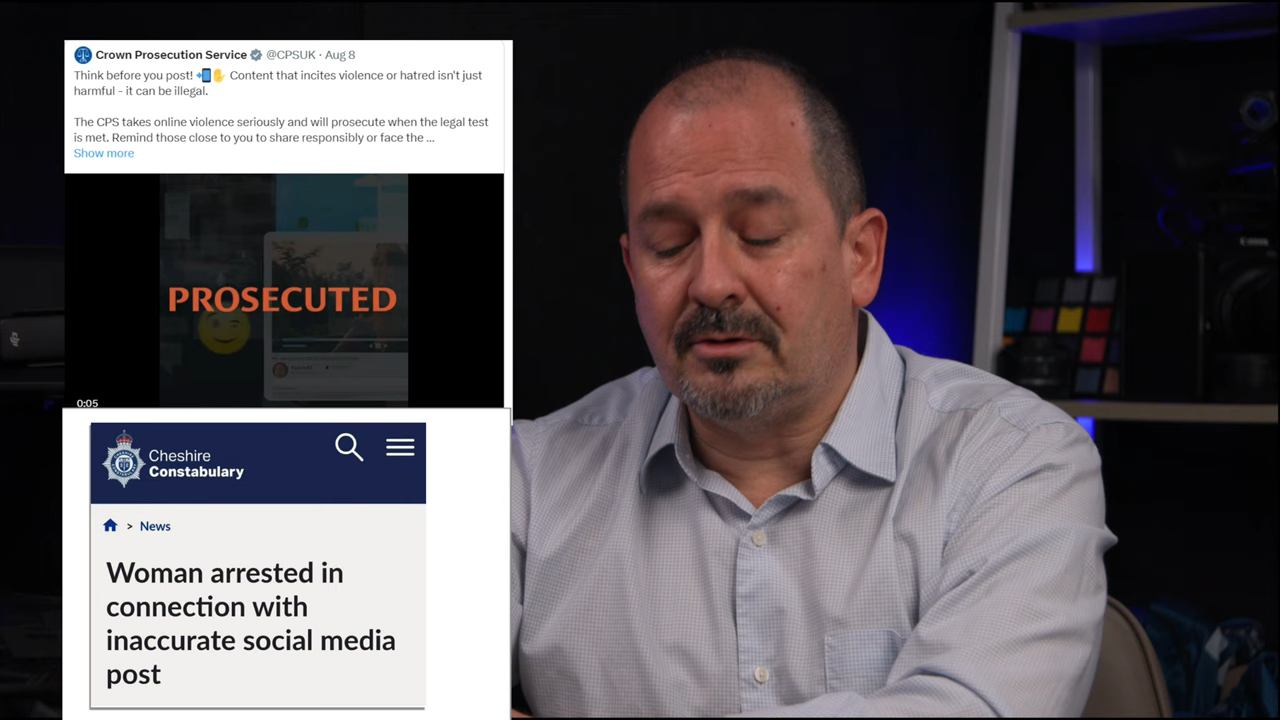 Crown Prosecution Service @CPSUK · Aug 8
Think before you post! 📲✋ Content that incites violence or hatred isn't just
harmful - it can be illegal.
The CPS takes online violence seriously and will prosecute when the legal test
is met. Remind those close to you to share responsibly or face the ...
Show more
PROSECUTED
0:05
Cheshire
Constabulary
> News
Woman arrested in
connection with
inaccurate social media
post
Canon